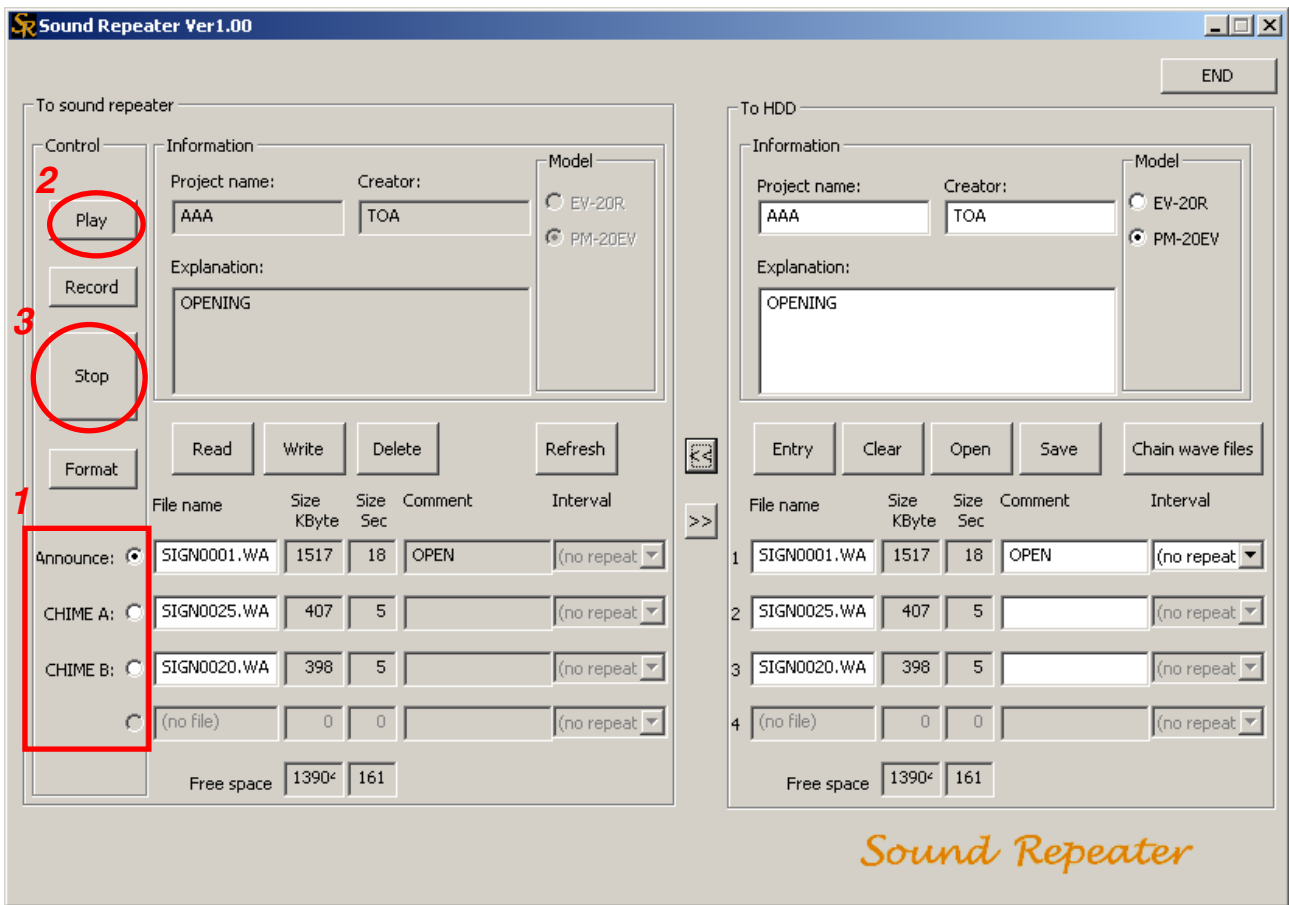 SR Sound Repeater Ver1.00
END
To sound repeater
Control
2
Play
Record
3
Stop
Format
Information
Project name: Creator:
AAA TOA
Model
EV-20R
PM-20EV
Explanation:
OPENING
Read Write Delete Refresh
1
File name Size KByte Size Sec Comment Interval
Announce: SIGN0001.WA 1517 18 OPEN (no repeat
CHIME A: SIGN0025.WA 407 5 (no repeat
CHIME B: SIGN0020.WA 398 5 (no repeat
(no file) 0 0 (no repeat
Free space 1390 161
<<
>>
To HDD
Information
Project name: Creator:
AAA TOA
Model
EV-20R
PM-20EV
Explanation:
OPENING
Entry Clear Open Save Chain wave files
File name Size KByte Size Sec Comment Interval
1 SIGN0001.WA 1517 18 OPEN (no repeat
2 SIGN0025.WA 407 5 (no repeat
3 SIGN0020.WA 398 5 (no repeat
4 (no file) 0 0 (no repeat
Free space 1390 161
Sound Repeater